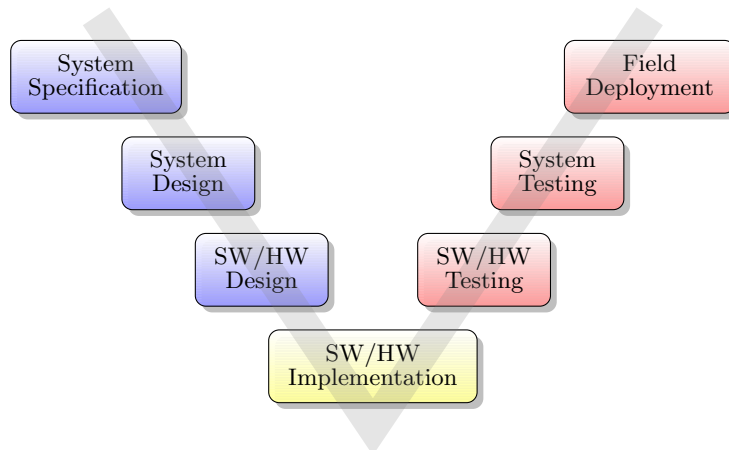 System
Specification
Field
Deployment
System
Design
System
Testing
SW/HW
Design
SW/HW
Testing
SW/HW
Implementation